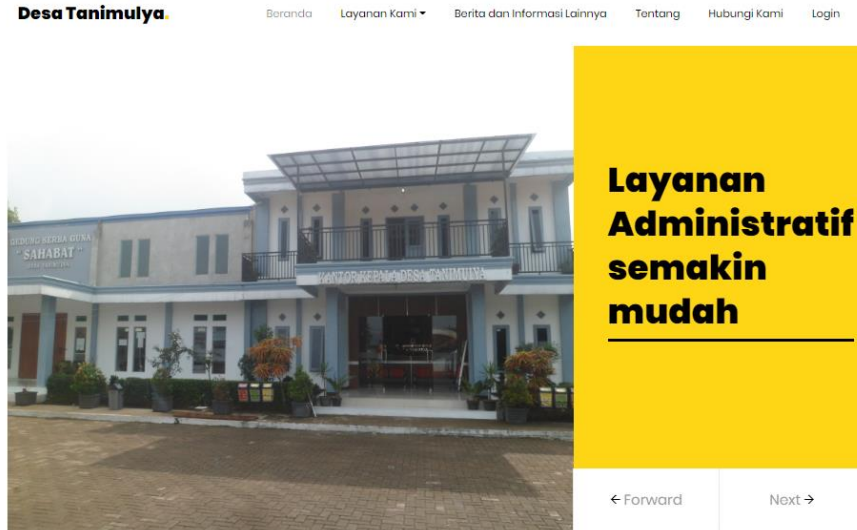 Desa Tanimulya.
Beranda Layanan Kami Berita dan Informasi Lainnya Tentang Hubungi Kami Login
GEDUNG SERBA GUNA
" SAHABAT "
KANTOR KEPALA DESA TANIMULYA
Layanan
Administratif
semakin
mudah
← Forward Next →